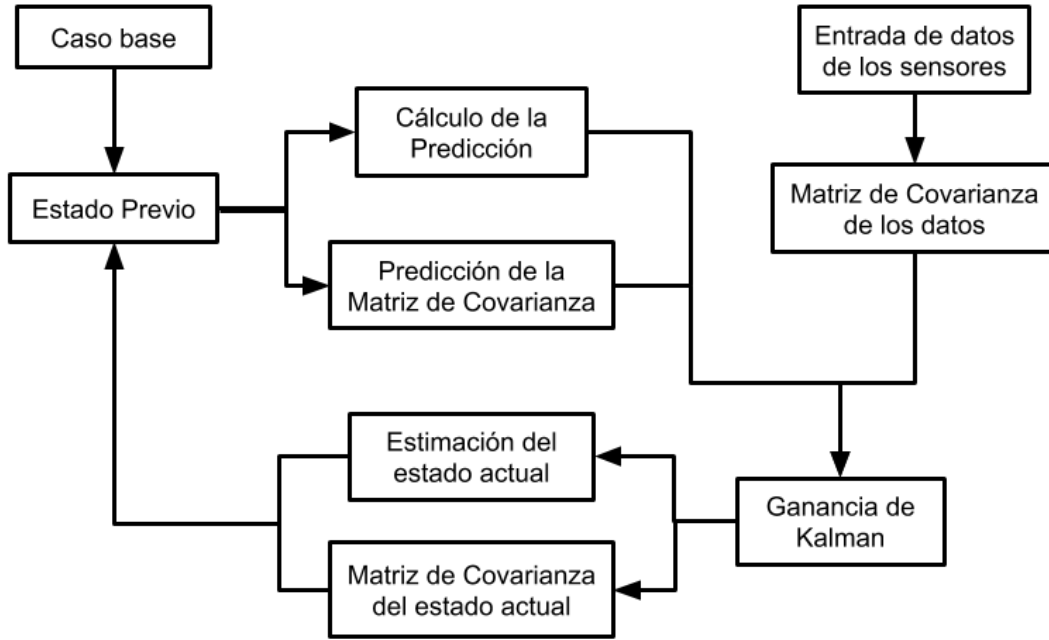 Caso base
Entrada de datos
de los sensores
Cálculo de la
Predicción
Estado Previo
Matriz de Covarianza
de los datos
Predicción de la
Matriz de Covarianza
Estimación del
estado actual
Ganancia de
Kalman
Matriz de Covarianza
del estado actual